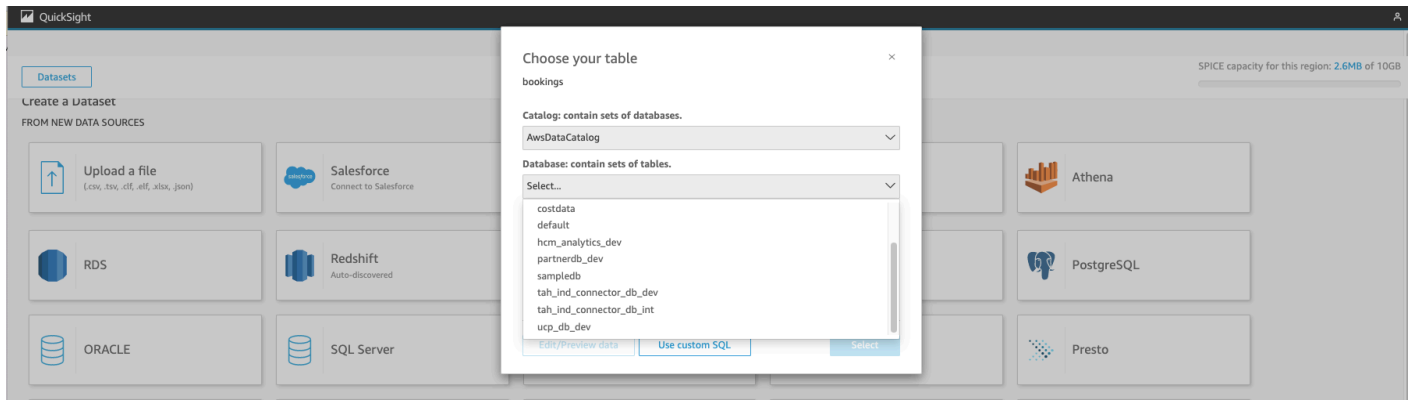 QuickSight
Datasets
SPICE capacity for this region: 2.6MB of 10GB
Create a Dataset
FROM NEW DATA SOURCES
Upload a file
(.csv, .tsv, .clf, .elf, .xlsx, .json)
salesforce
Salesforce
Connect to Salesforce
Athena
RDS
Redshift
Auto-discovered
PostgreSQL
ORACLE
SQL Server
Presto
Choose your table
×
bookings
Catalog: contain sets of databases.
AwsDataCatalog
Database: contain sets of tables.
Select...
costdata
default
hcm_analytics_dev
partnerdb_dev
sampledb
tah_ind_connector_db_dev
tah_ind_connector_db_int
ucp_db_dev
Edit/Preview data
Use custom SQL
Select